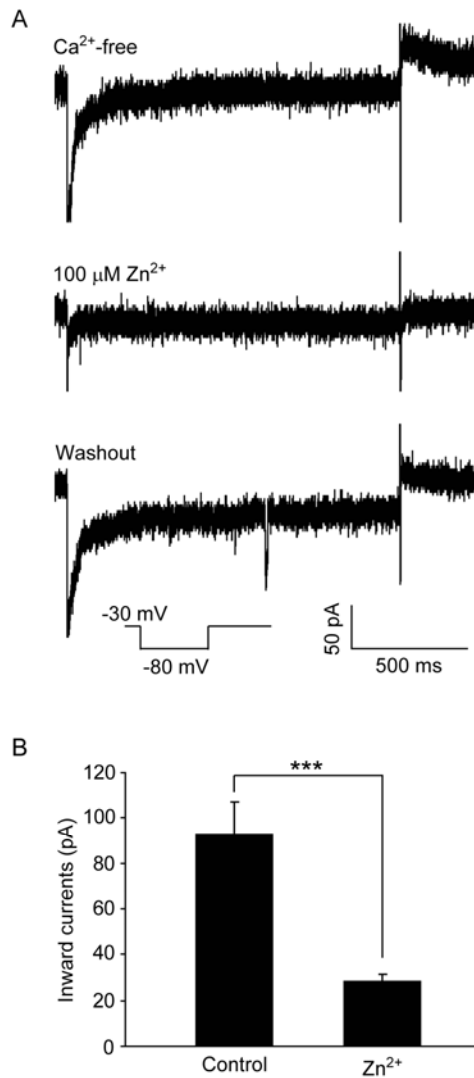 A
Ca²⁺-free
100 μM Zn²⁺
Washout
-30 mV
-80 mV
50 pA
500 ms
B
***
Inward currents (pA)
120
100
80
60
40
20
0
Control
Zn²⁺